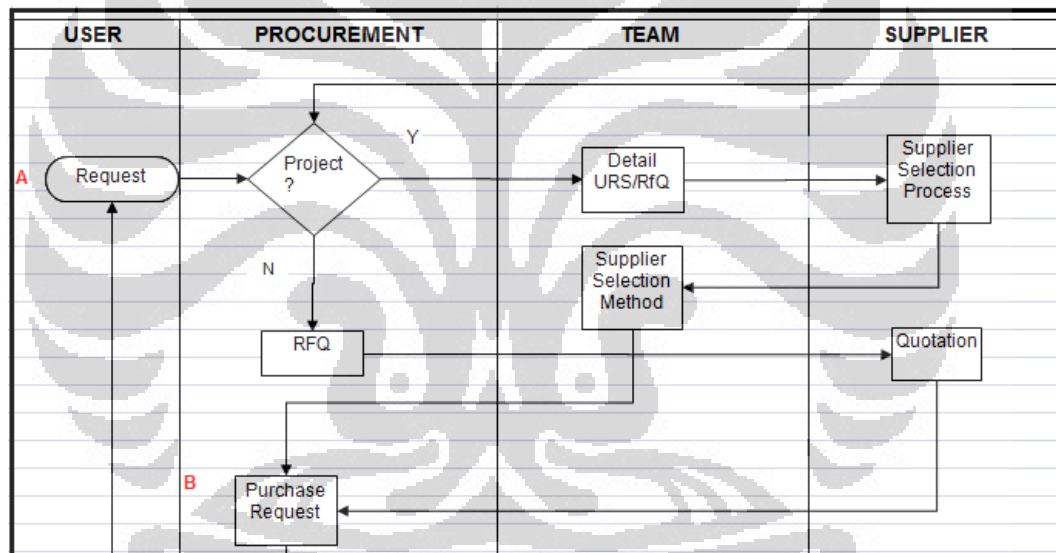 USER PROCUREMENT TEAM SUPPLIER
A
Request
Project
?
Y
N
Detail
URS/RfQ
Supplier
Selection
Process
Supplier
Selection
Method
RFQ
Quotation
B
Purchase
Request